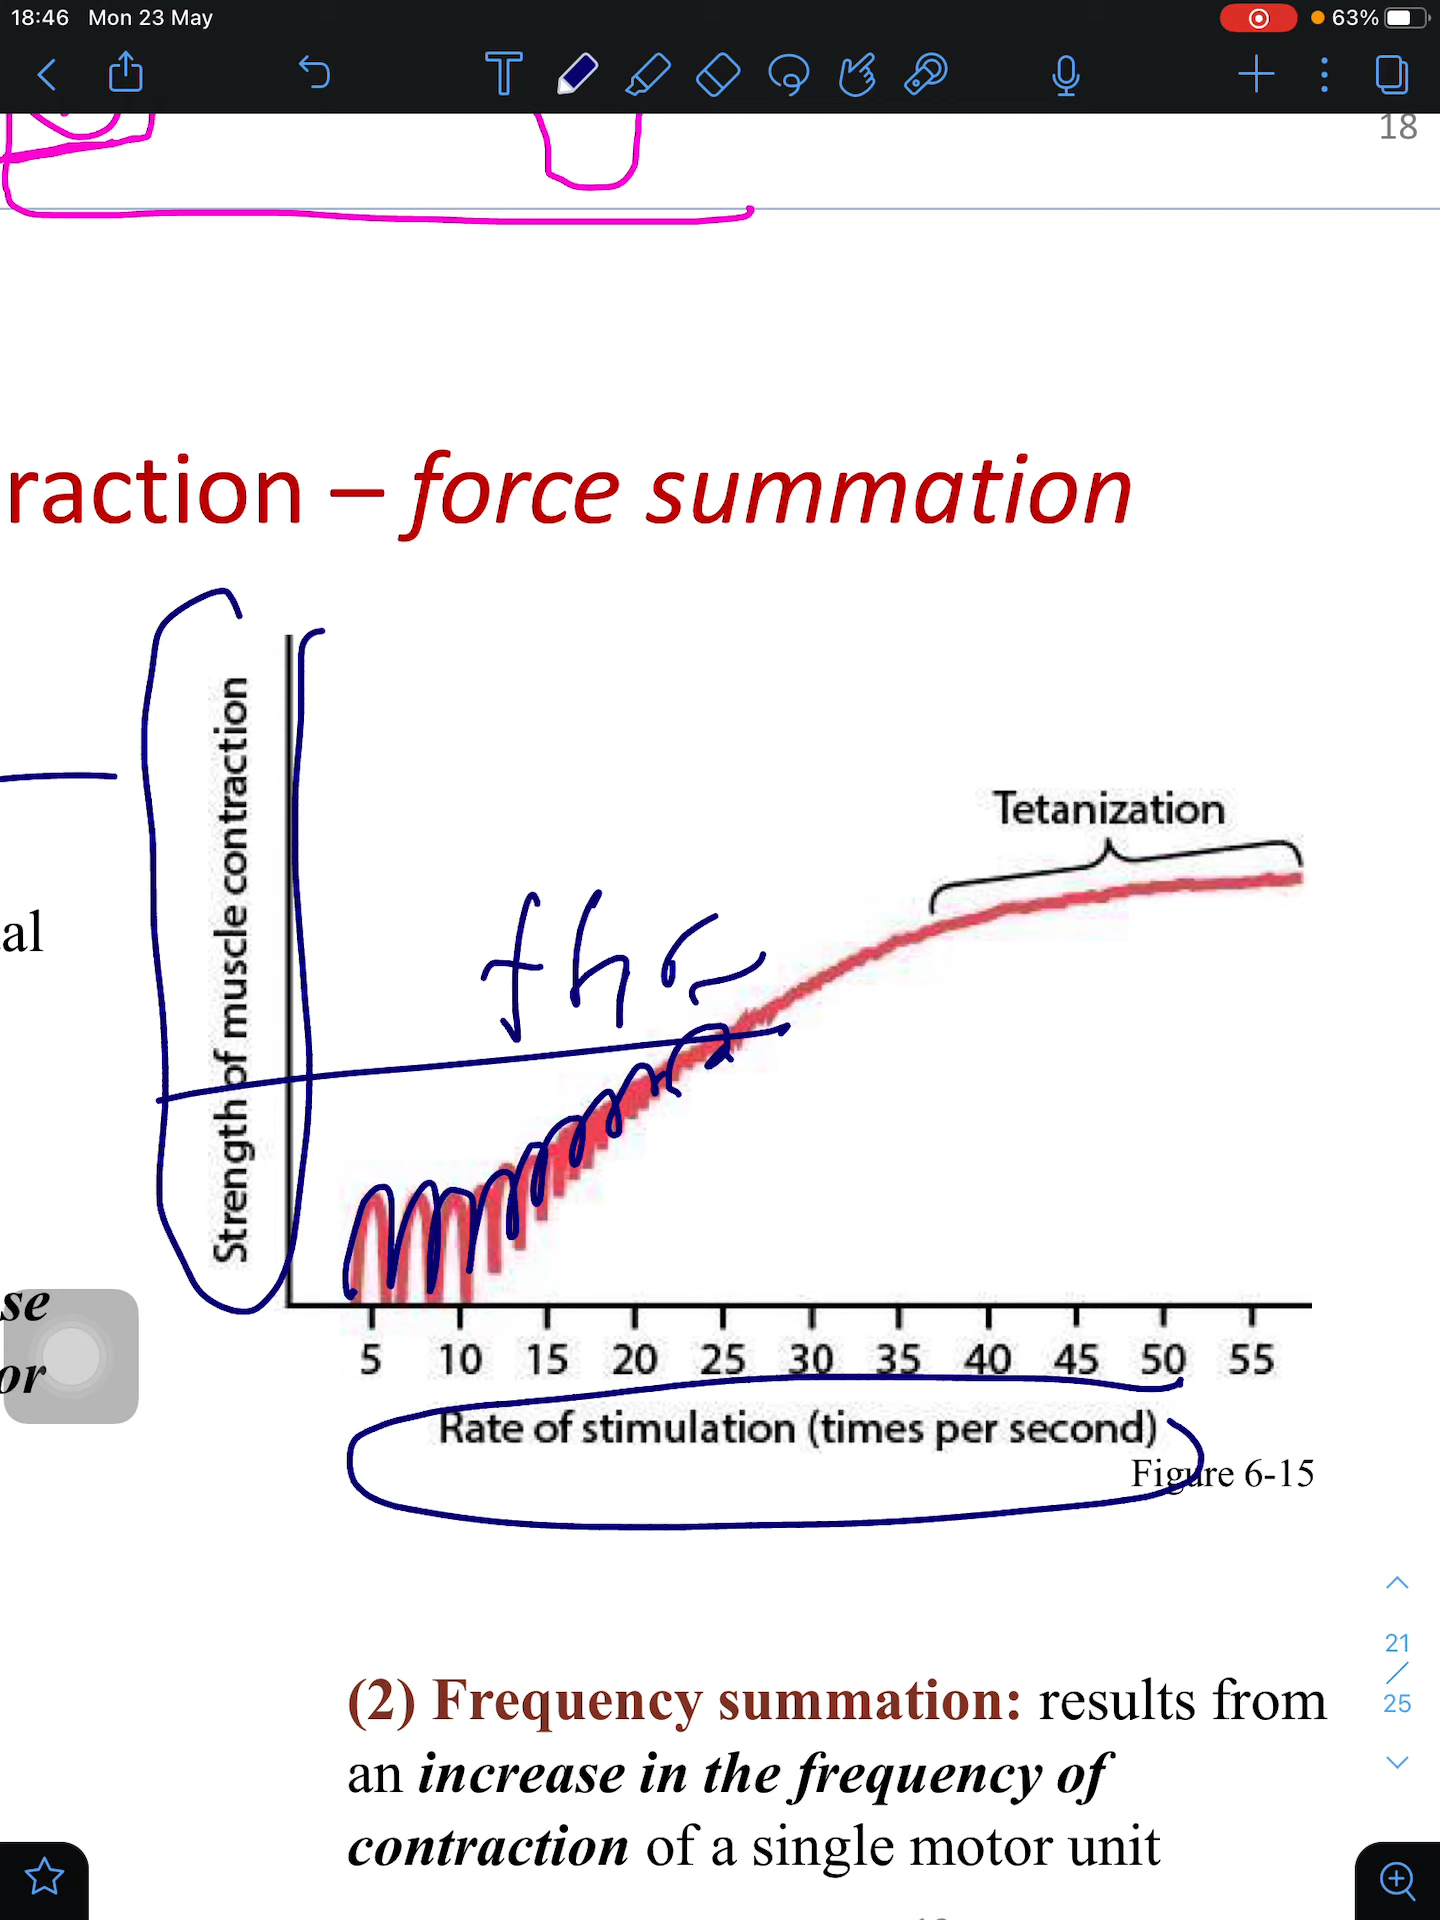 18:46 Mon 23 May
63%
18
raction – force summation
Strength of muscle contraction
Tetanization
al
se
or
5 10 15 20 25 30 35 40 45 50 55
Rate of stimulation (times per second)
Figure 6-15
21
25
(2) Frequency summation: results from
an increase in the frequency of
contraction of a single motor unit